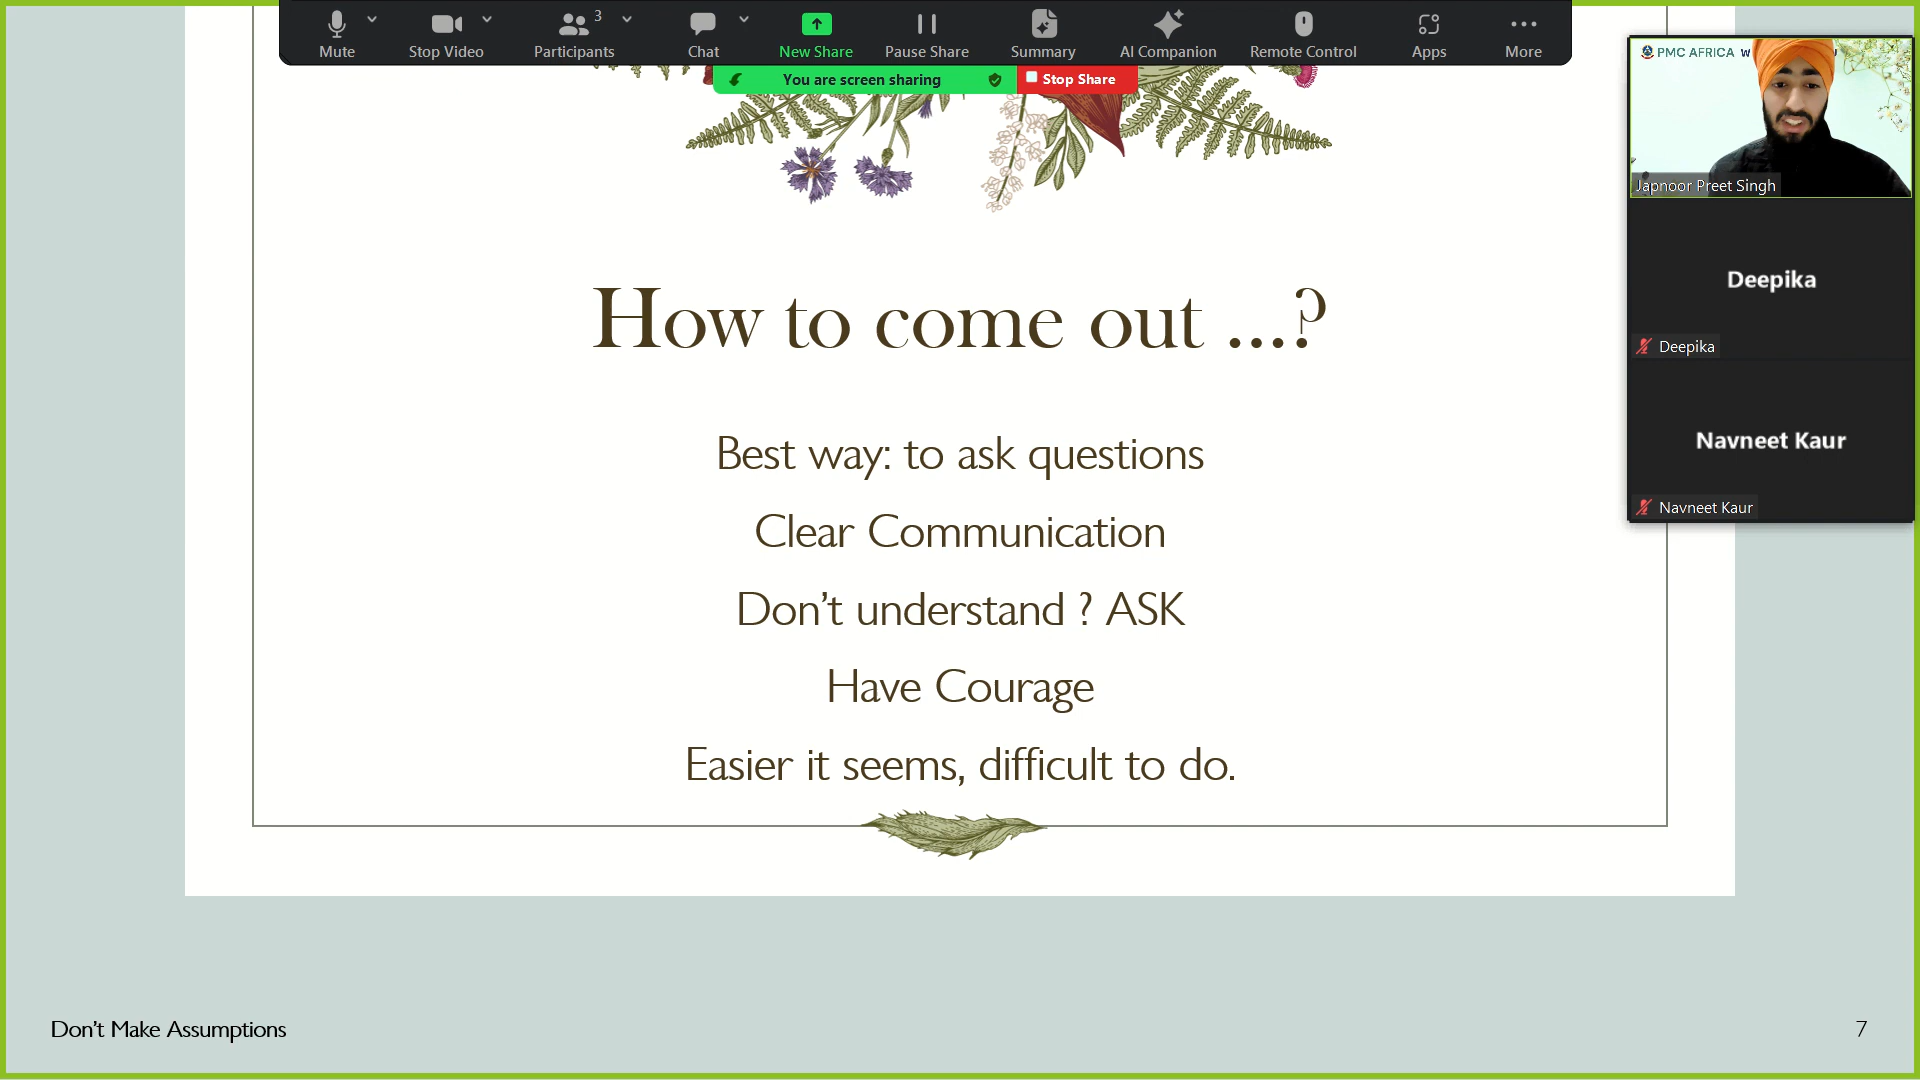 Mute
Stop Video
Participants
3
Chat
New Share
Pause Share
Summary
AI Companion
Remote Control
Apps
More
You are screen sharing
Stop Share
PMC AFRICA
Japnoor Preet Singh
Deepika
Deepika
Navneet Kaur
Navneet Kaur
How to come out ...?
Best way: to ask questions
Clear Communication
Don't understand ? ASK
Have Courage
Easier it seems, difficult to do.
Don't Make Assumptions
7